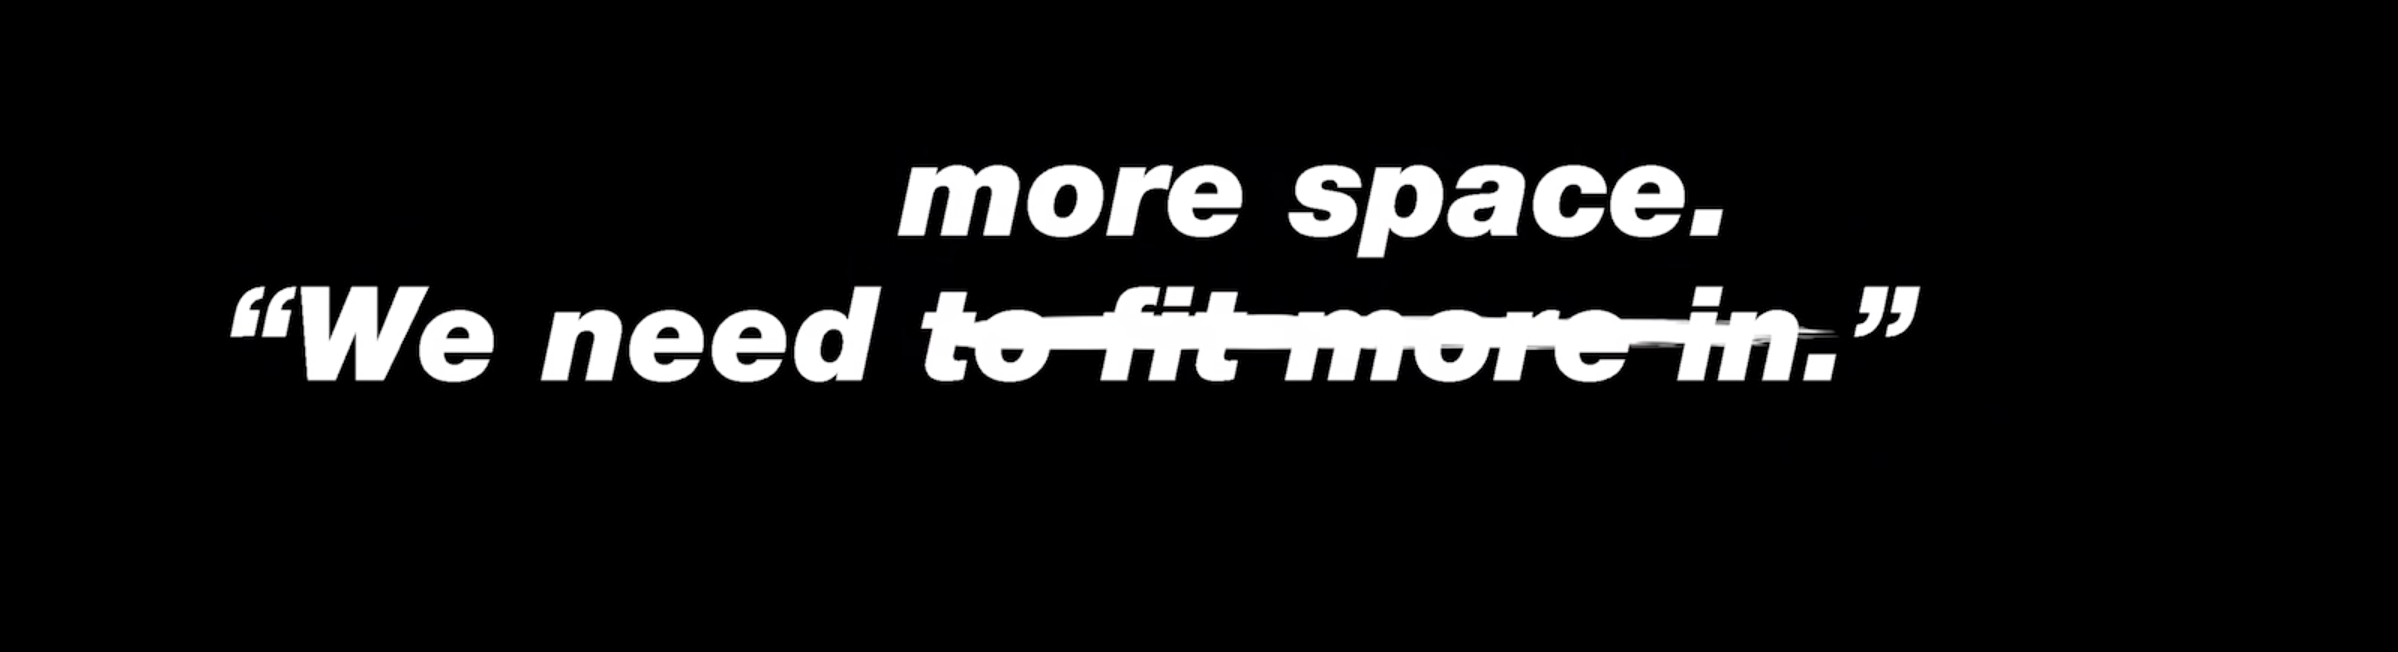 more space.
“We need to fit more in.”